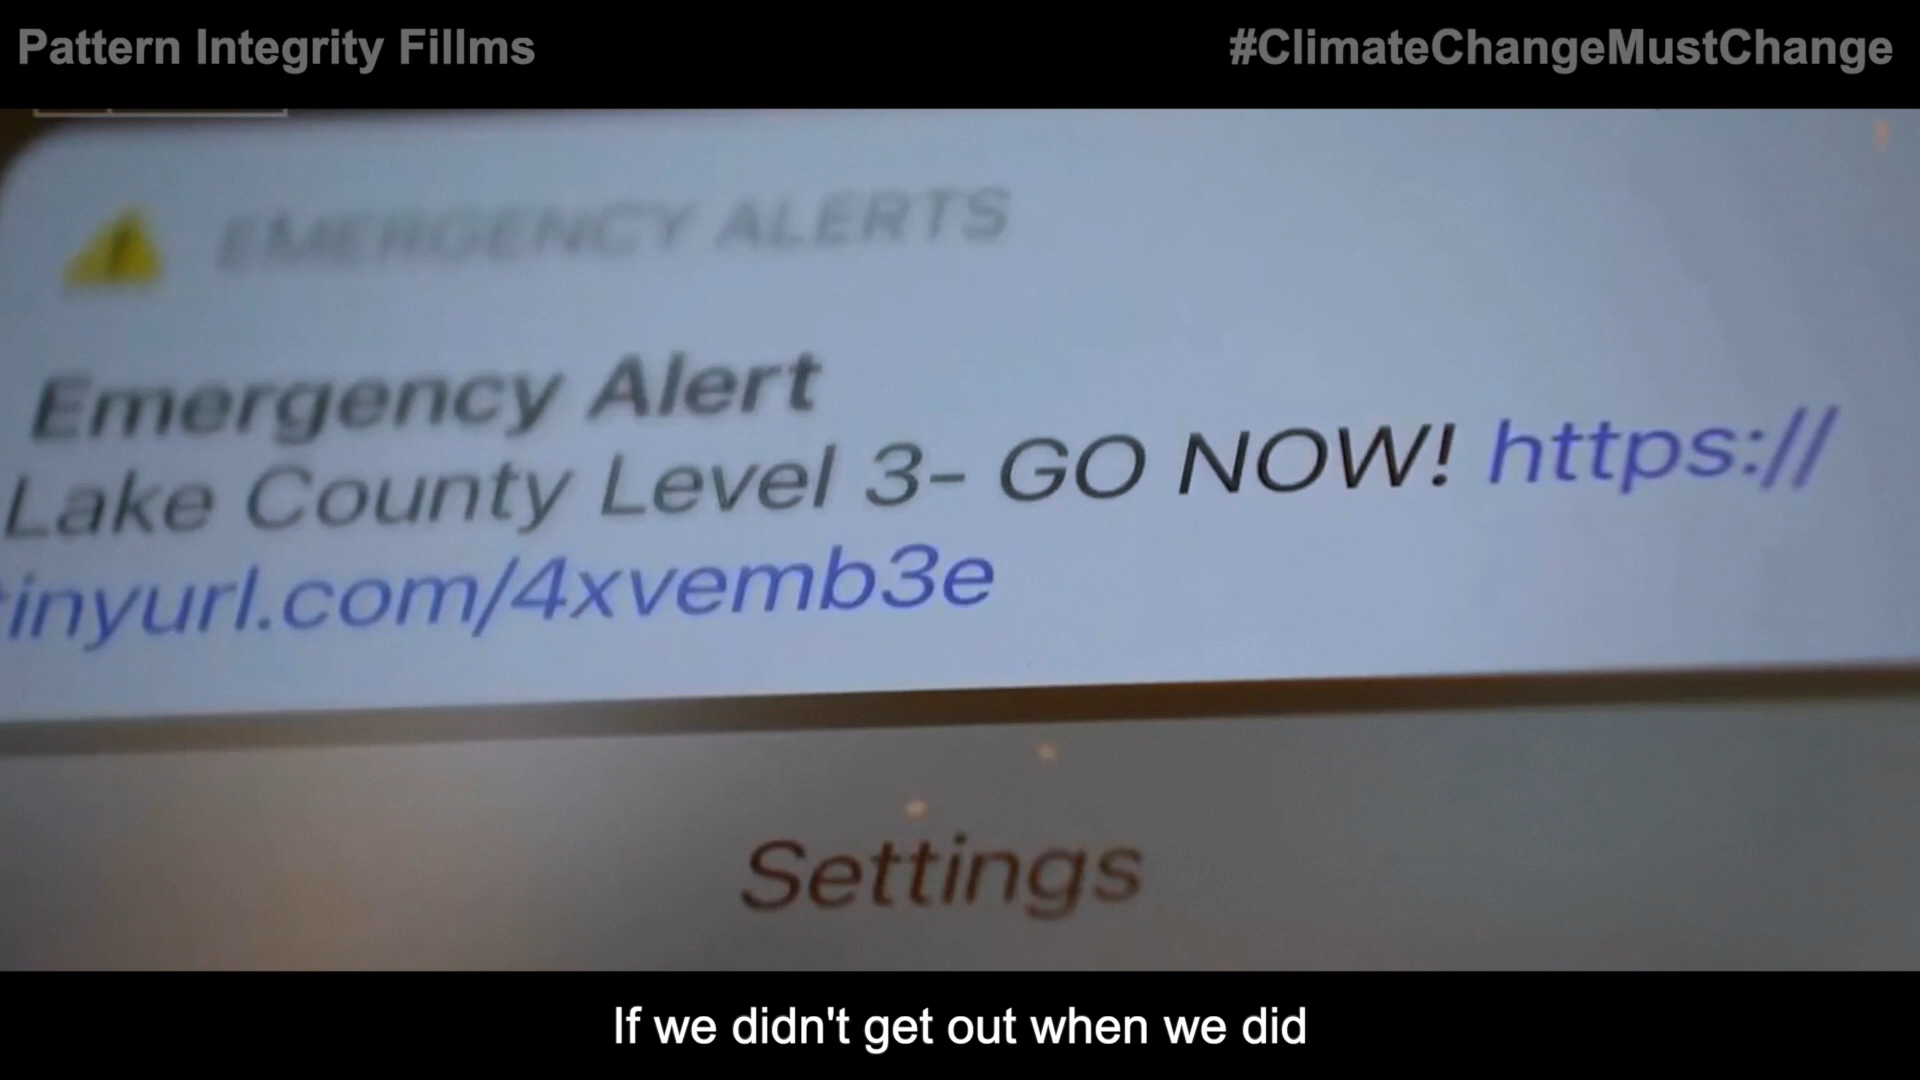 Pattern Integrity Fillms
#ClimateChangeMustChange
EMERGENCY ALERTS
Emergency Alert
Lake County Level 3- GO NOW! https://
tinyurl.com/4xvemb3e
Settings
If we didn't get out when we did